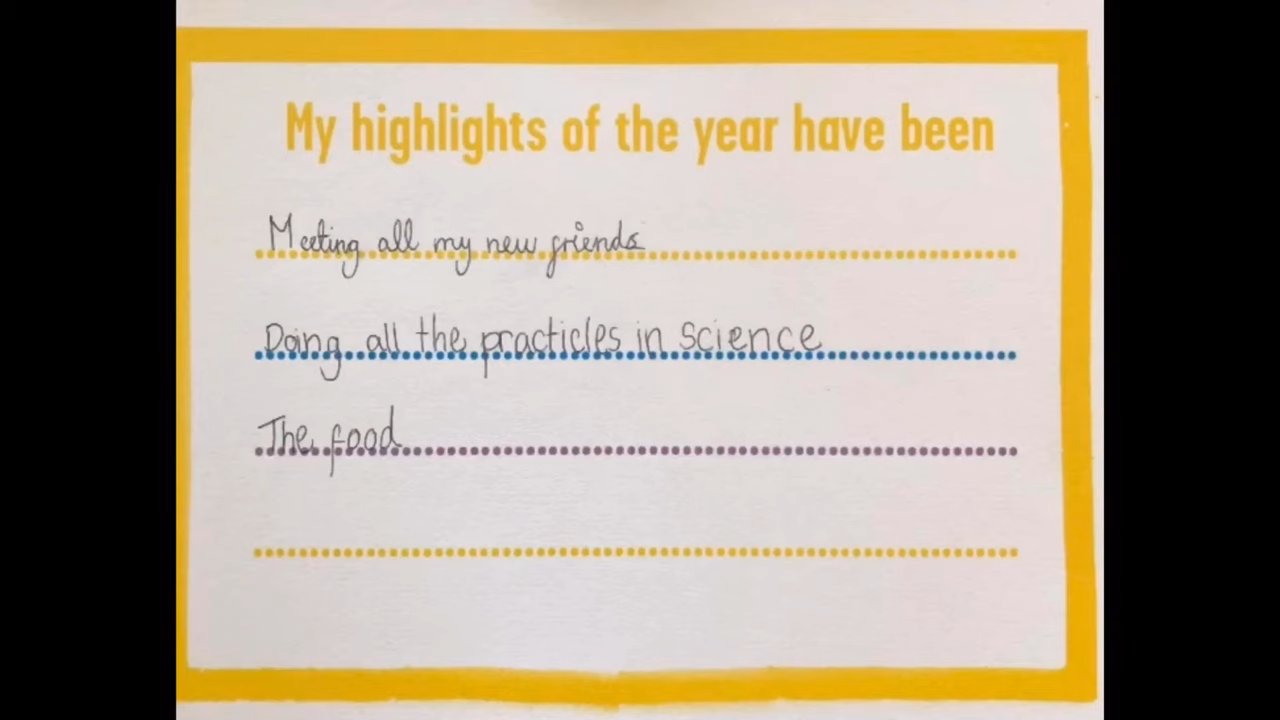 My highlights of the year have been
Meeting all my new friends
Doing all the practicles in science
The food